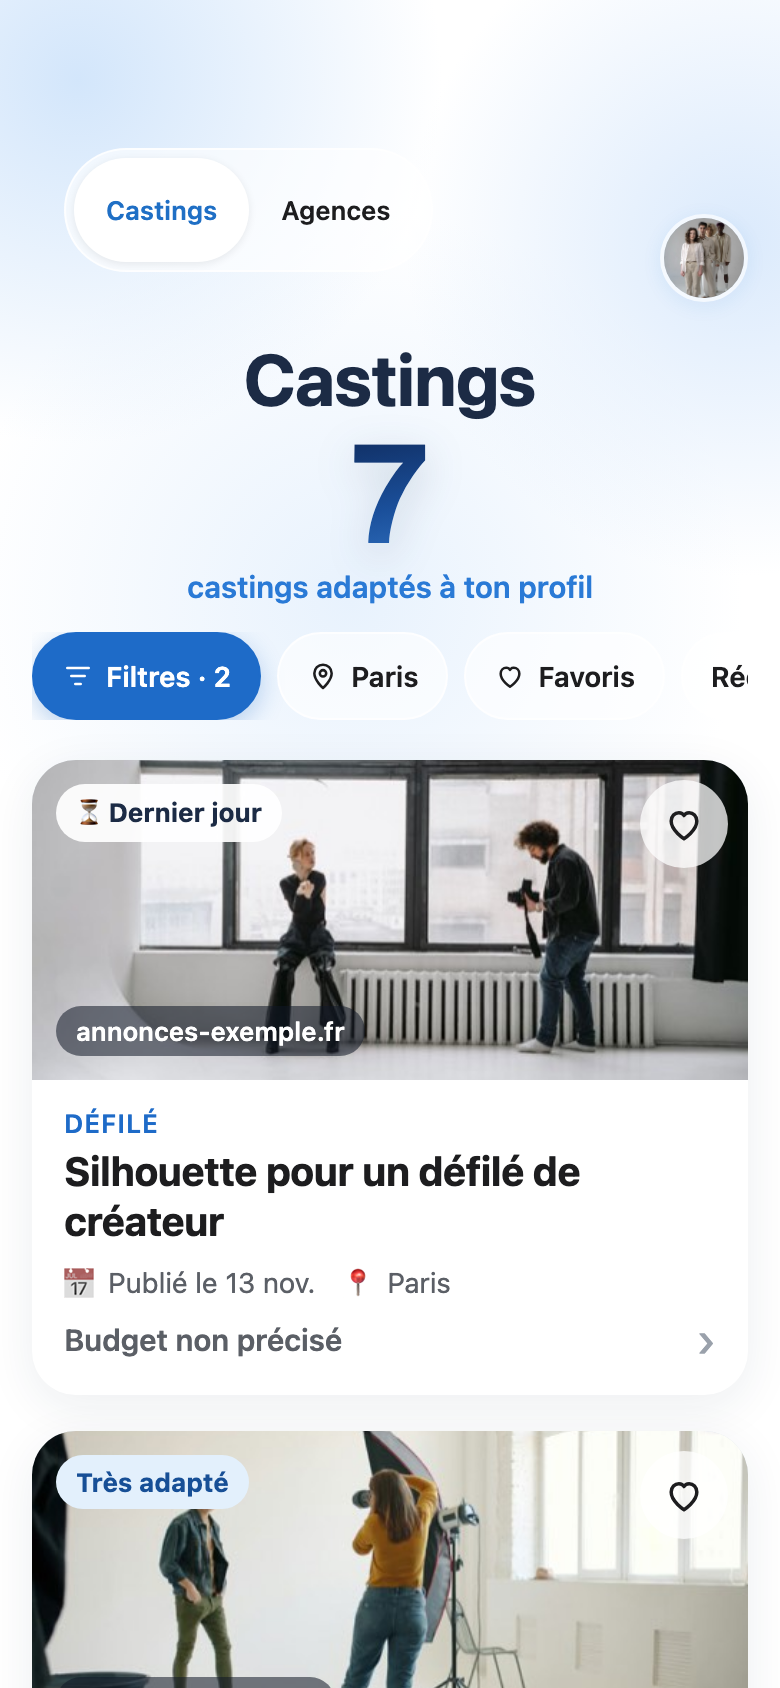 Castings
Agences
Castings
7
castings adaptés à ton profil
Filtres · 2
Paris
Favoris
Dernier jour
annonces-exemple.fr
DÉFILÉ
Silhouette pour un défilé de
créateur
Publié le 13 nov.
Paris
Budget non précisé
Très adapté